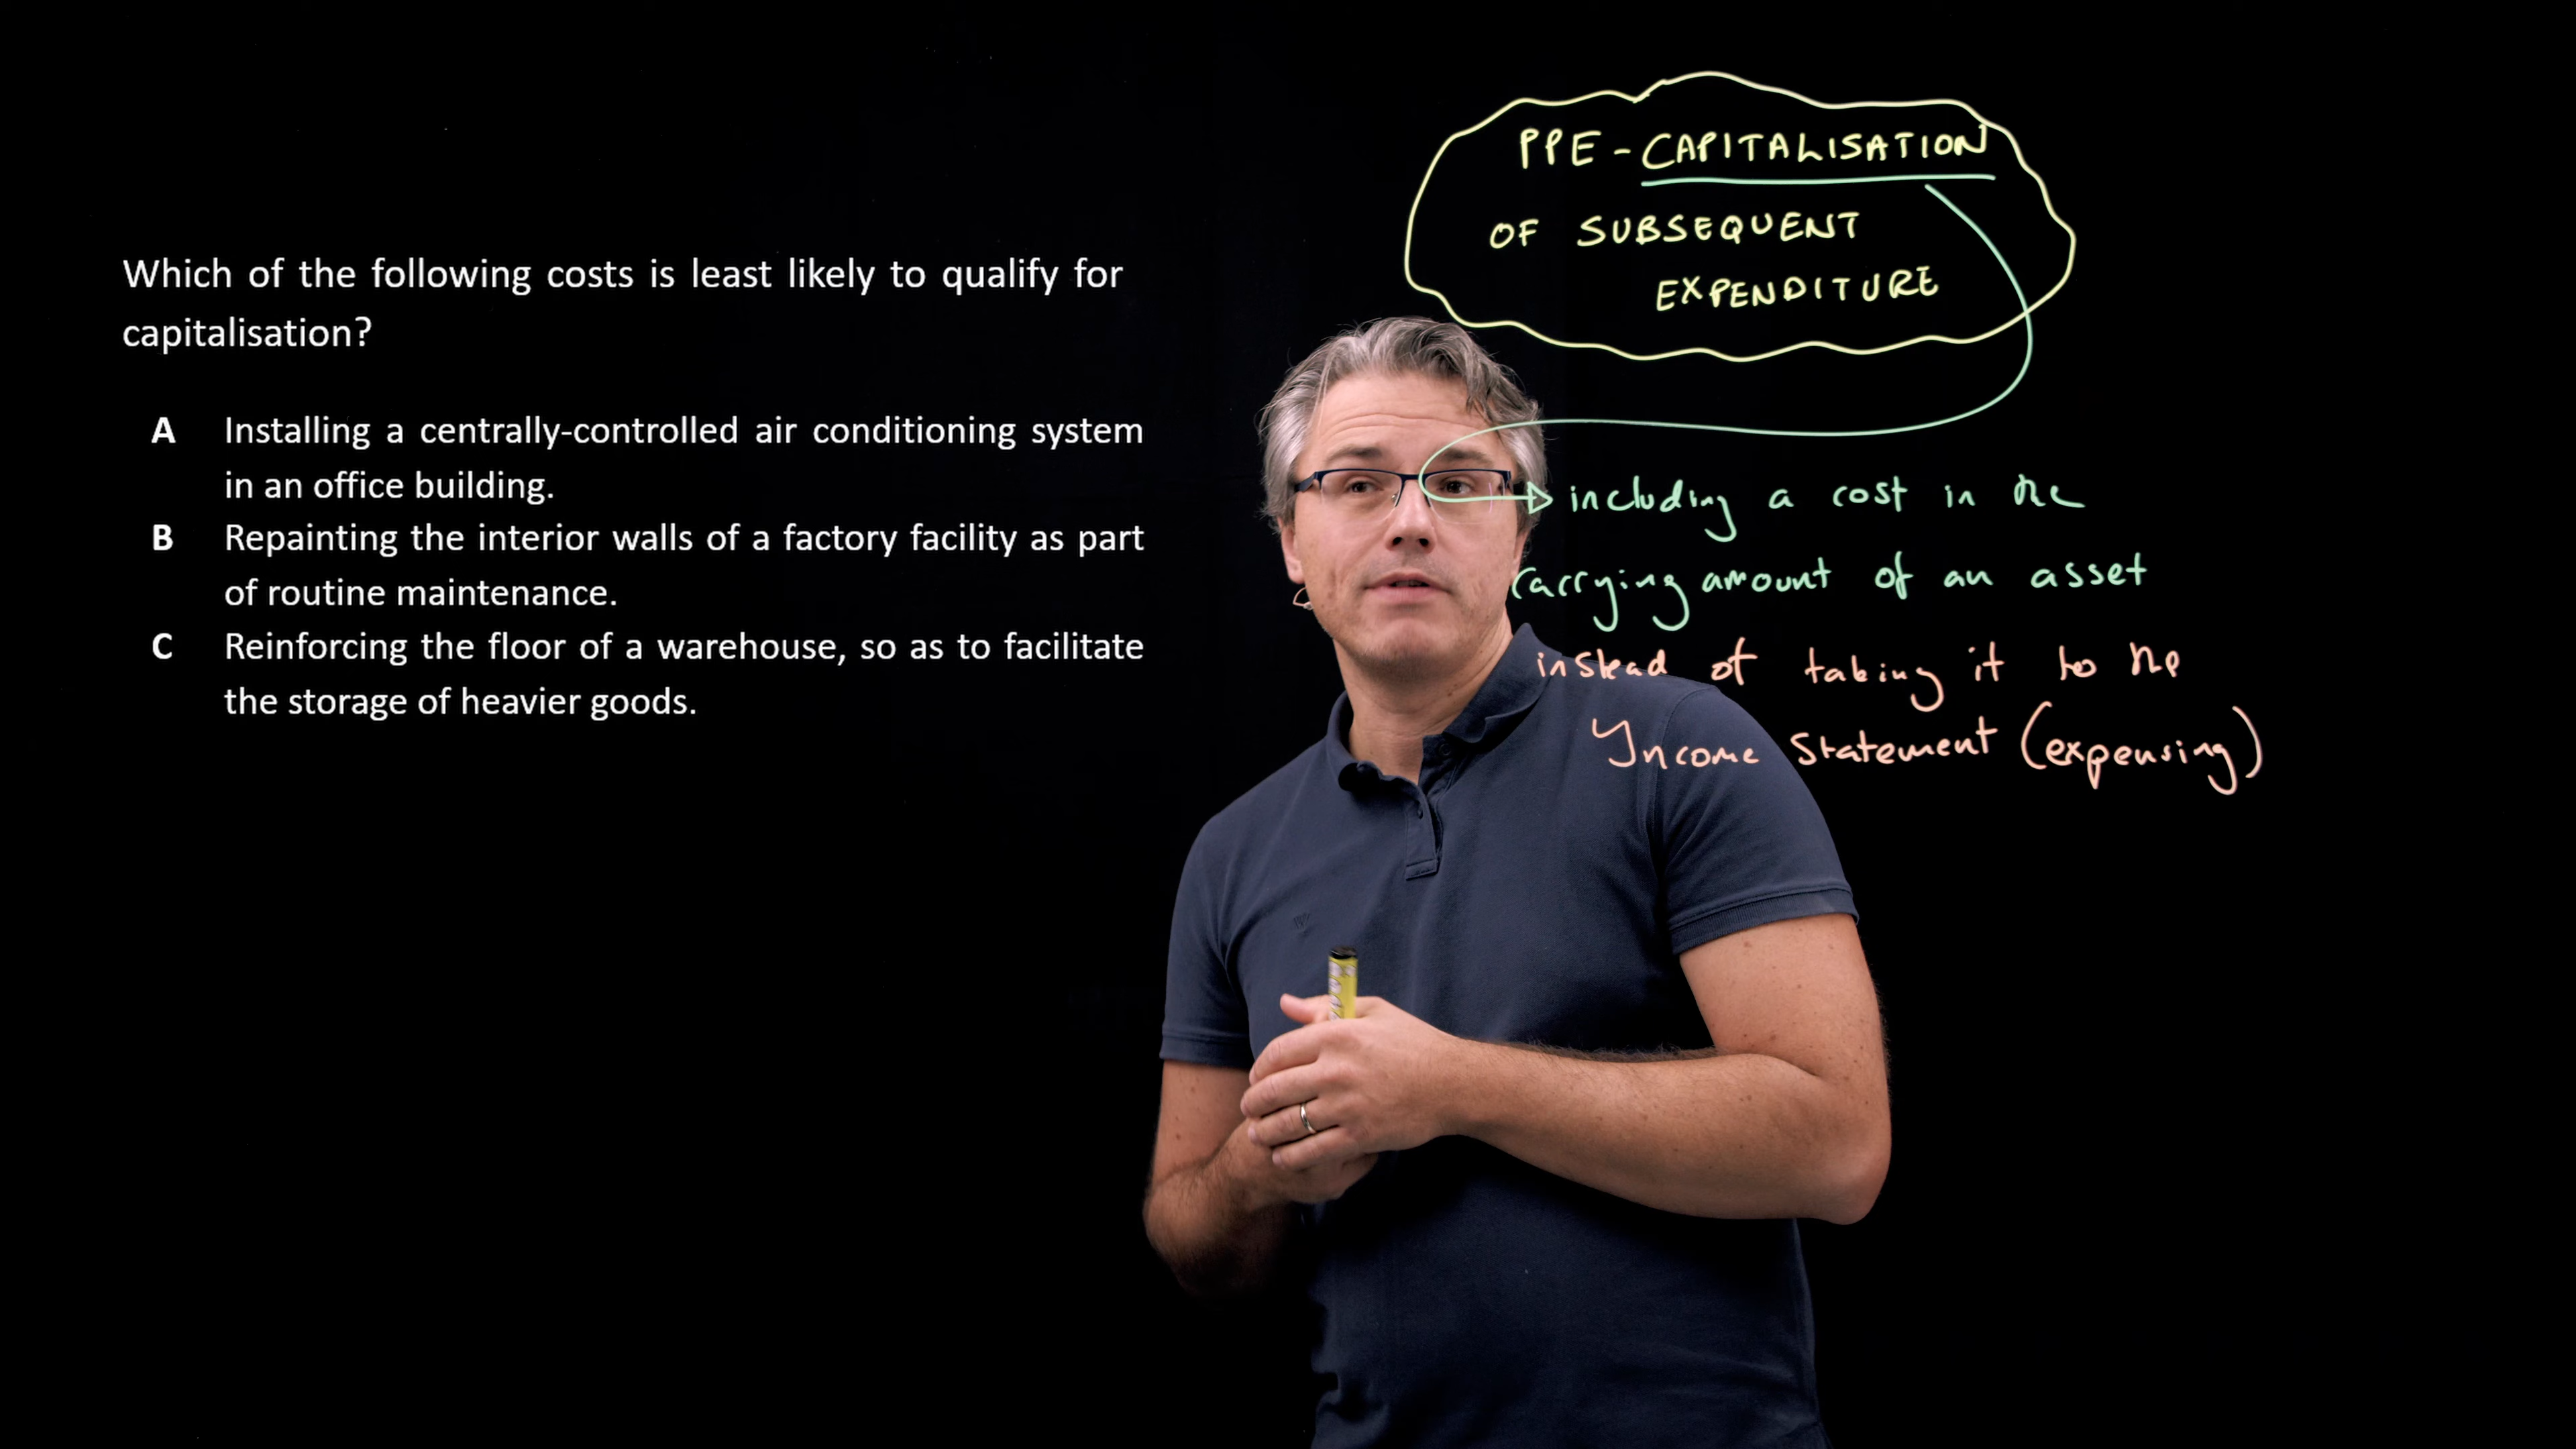 Which of the following costs is least likely to qualify for
capitalisation?
A Installing a centrally-controlled air conditioning system
in an office building.
B Repainting the interior walls of a factory facility as part
of routine maintenance.
C Reinforcing the floor of a warehouse, so as to facilitate
the storage of heavier goods.
PPE - CAPITALISATION
OF SUBSEQUENT
EXPENDITURE
including a cost in the
carrying amount of an asset
instead of taking it to the
Income Statement (expensing)